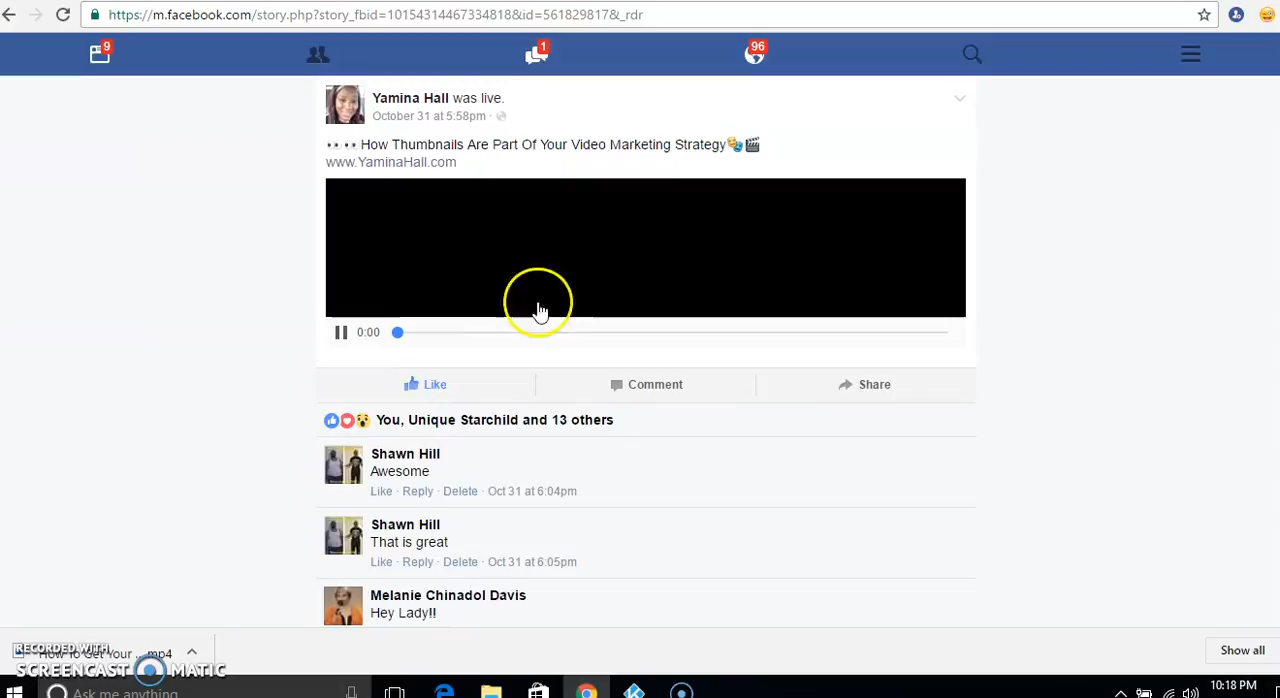 https://m.facebook.com/story.php?story_fbid=10154314467334818&id=561829817&_rdr
9
1
96
Yamina Hall was live.
October 31 at 5:58pm ·
How Thumbnails Are Part Of Your Video Marketing Strategy
www.YaminaHall.com
0:00
Like
Comment
Share
You, Unique Starchild and 13 others
Shawn Hill
Awesome
Like · Reply · Delete · Oct 31 at 6:04pm
Shawn Hill
That is great
Like · Reply · Delete · Oct 31 at 6:05pm
Melanie Chinadol Davis
Hey Lady!!
RECORDED WITH
How To Get Your ....mp4
Show all
SCREENCAST MATIC
Ask me anything
10:18 PM